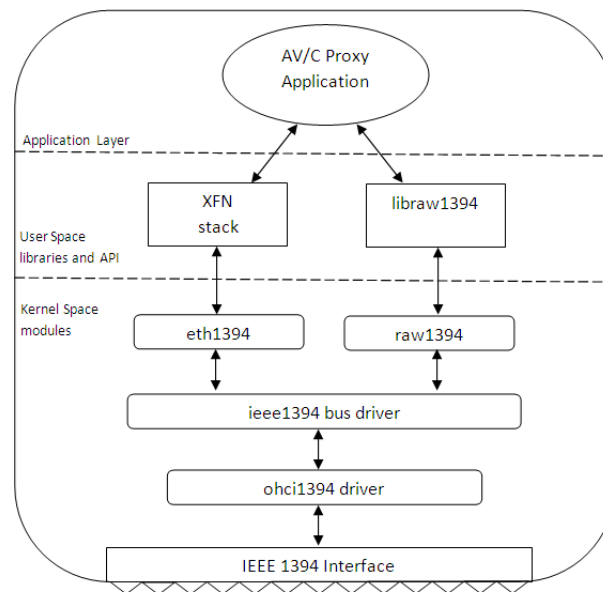 AV/C Proxy
Application
Application Layer
XFN
stack
libraw1394
User Space
libraries and API
Kernel Space
modules
eth1394
raw1394
ieee1394 bus driver
ohci1394 driver
IEEE 1394 Interface